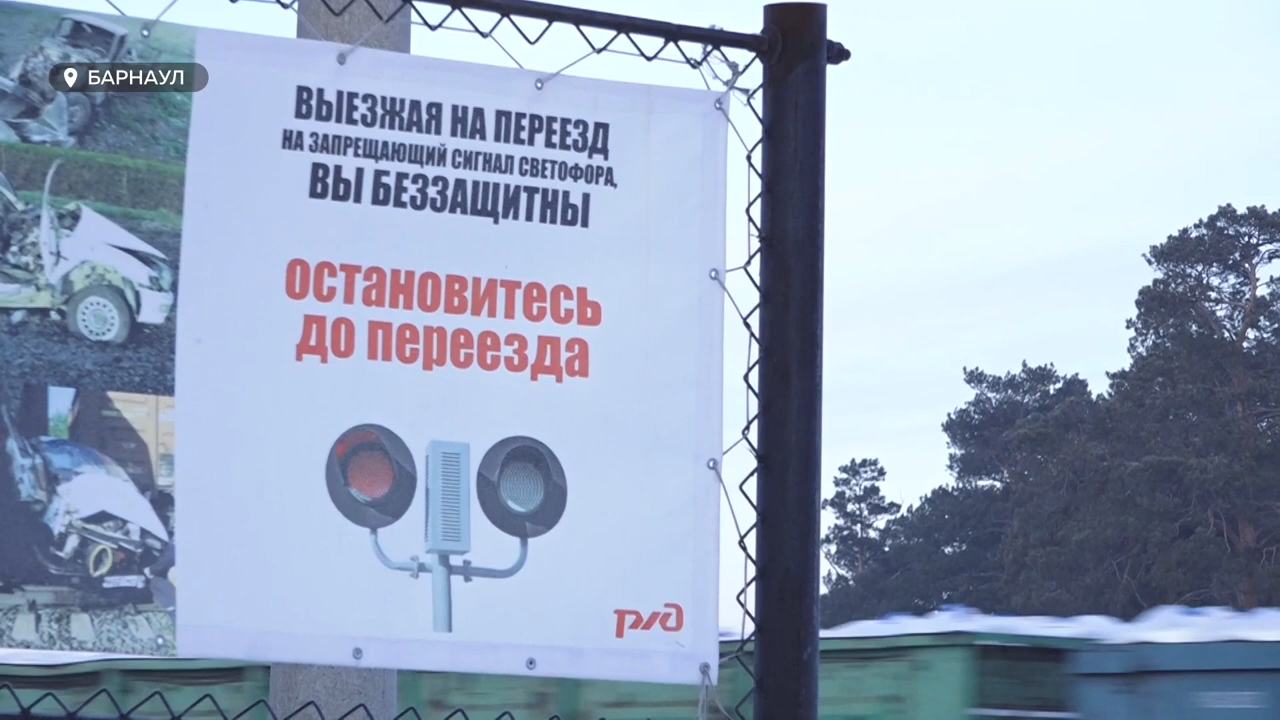 БАРНАУЛ
ВЫЕЗЖАЯ НА ПЕРЕЕЗД
НА ЗАПРЕЩАЮЩИЙ СИГНАЛ СВЕТОФОРА,
ВЫ БЕЗЗАЩИТНЫ
ОСТАНОВИТЕСЬ
ДО переезда
ржд